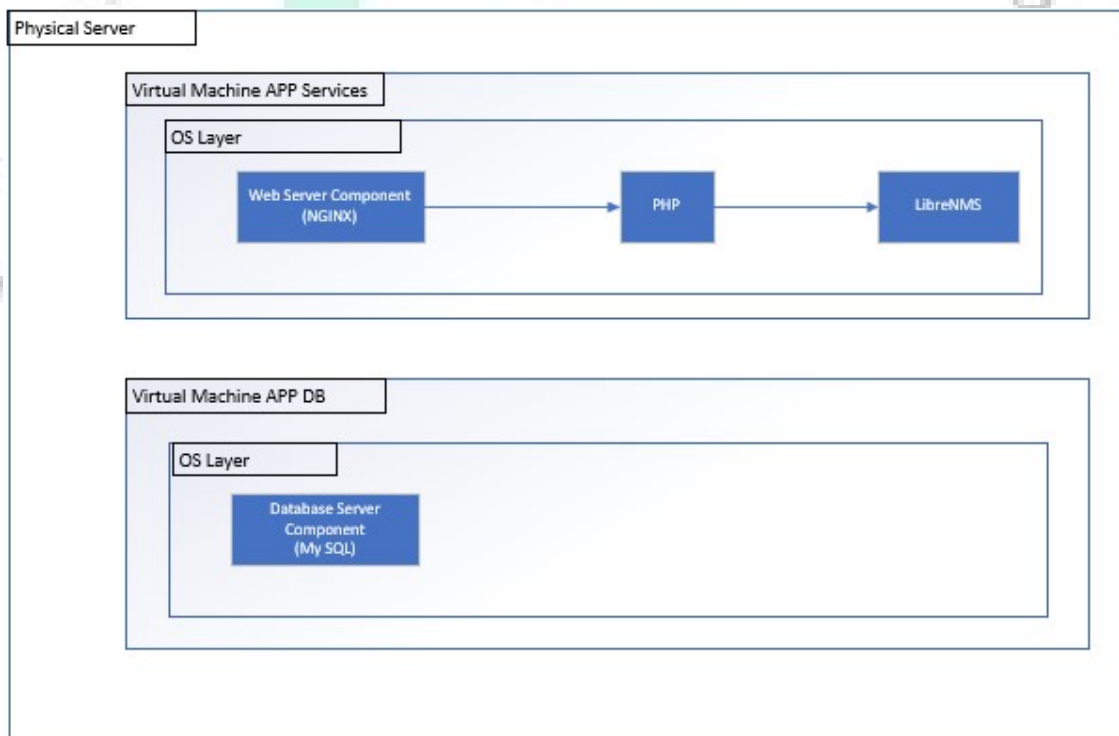 Physical Server
Virtual Machine APP Services
OS Layer
Web Server Component
(NGINX)
PHP
LibreNMS
Virtual Machine APP DB
OS Layer
Database Server
Component
(My SQL)